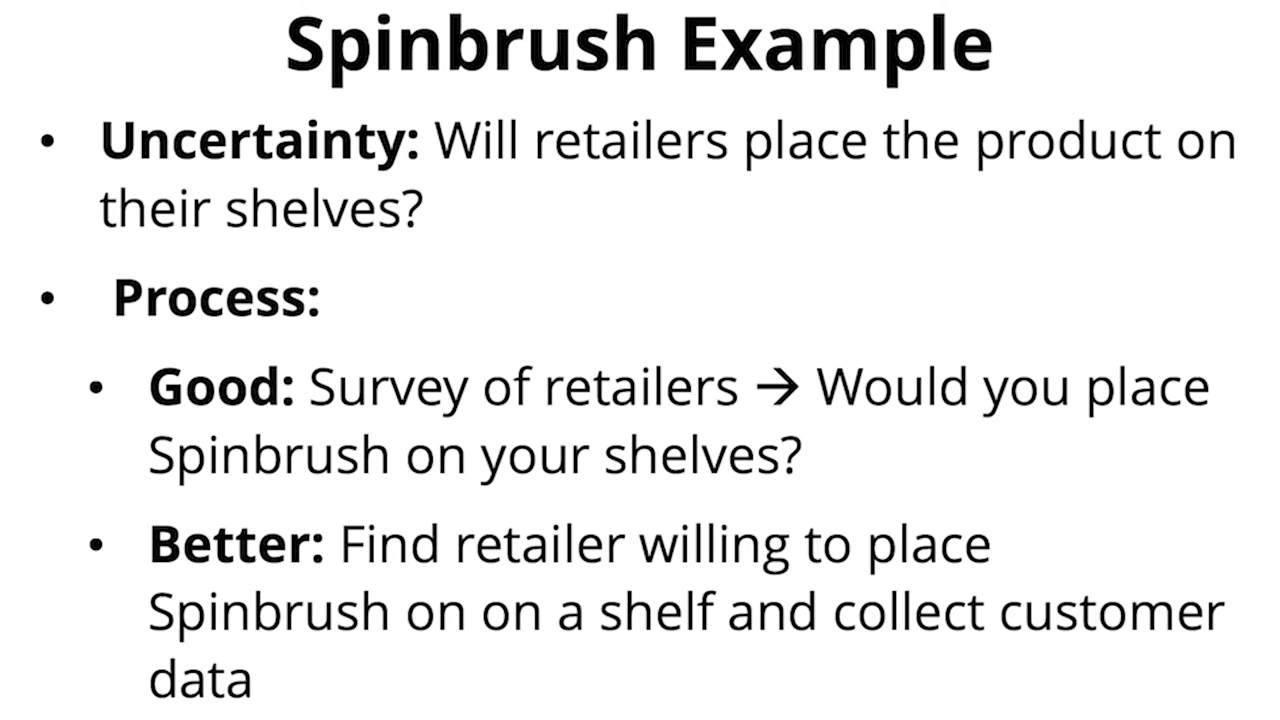 Spinbrush Example
• Uncertainty: Will retailers place the product on
their shelves?
• Process:
• Good: Survey of retailers → Would you place
Spinbrush on your shelves?
• Better: Find retailer willing to place
Spinbrush on on a shelf and collect customer
data